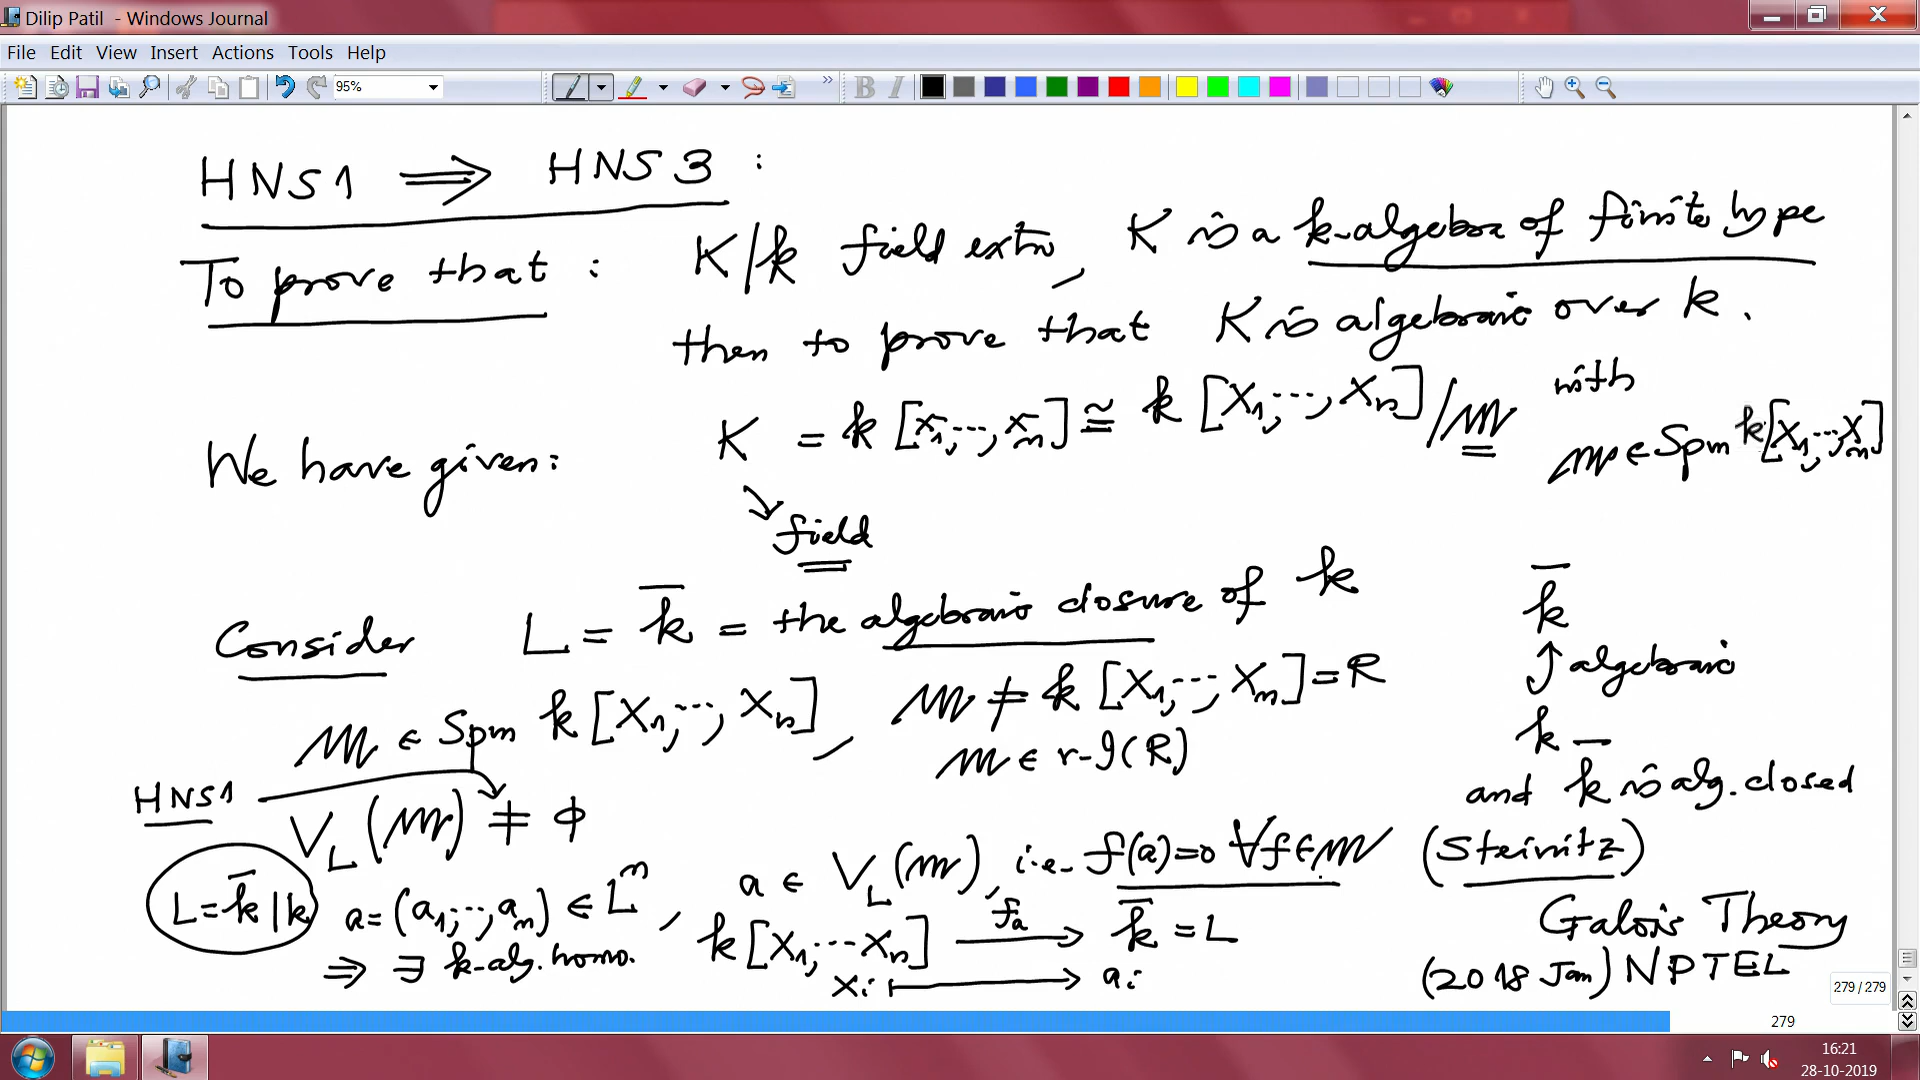 Dilip Patil - Windows Journal
File Edit View Insert Actions Tools Help
95%
B I
HNS1 ⟹ HNS3 :
To prove that : K/k field extn, K is a k-algebra of finite type
then to prove that K is algebraic over k.
We have given: K = k[x₁,…,xₙ] ≅ k[X₁,…,Xₙ]/𝔪 with
𝔪 ∈ Spm k[X₁,…,Xₙ]
↘ field
Consider L = k̄ = the algebraic closure of k
𝔪 ∈ Spm k[X₁,…,Xₙ], 𝔪 ≠ k[X₁,…,Xₙ] = R
𝔪 ∈ r-𝓘(R)
HNS1
V_L(𝔪) ≠ ϕ
L = k̄ | k
a = (a₁,…,aₙ) ∈ Lⁿ, a ∈ V_L(𝔪), i.e. f(a)=0 ∀f∈𝔪
⇒ ∃ k-alg. homo. k[X₁,…Xₙ] —fₐ→ k̄ = L
Xᵢ ↦ aᵢ
k̄
↑ algebraic
k
and k̄ is alg. closed
(Steinitz)
Galois Theory
(2018 Jan) NPTEL
279 / 279
279
16:21
28-10-2019